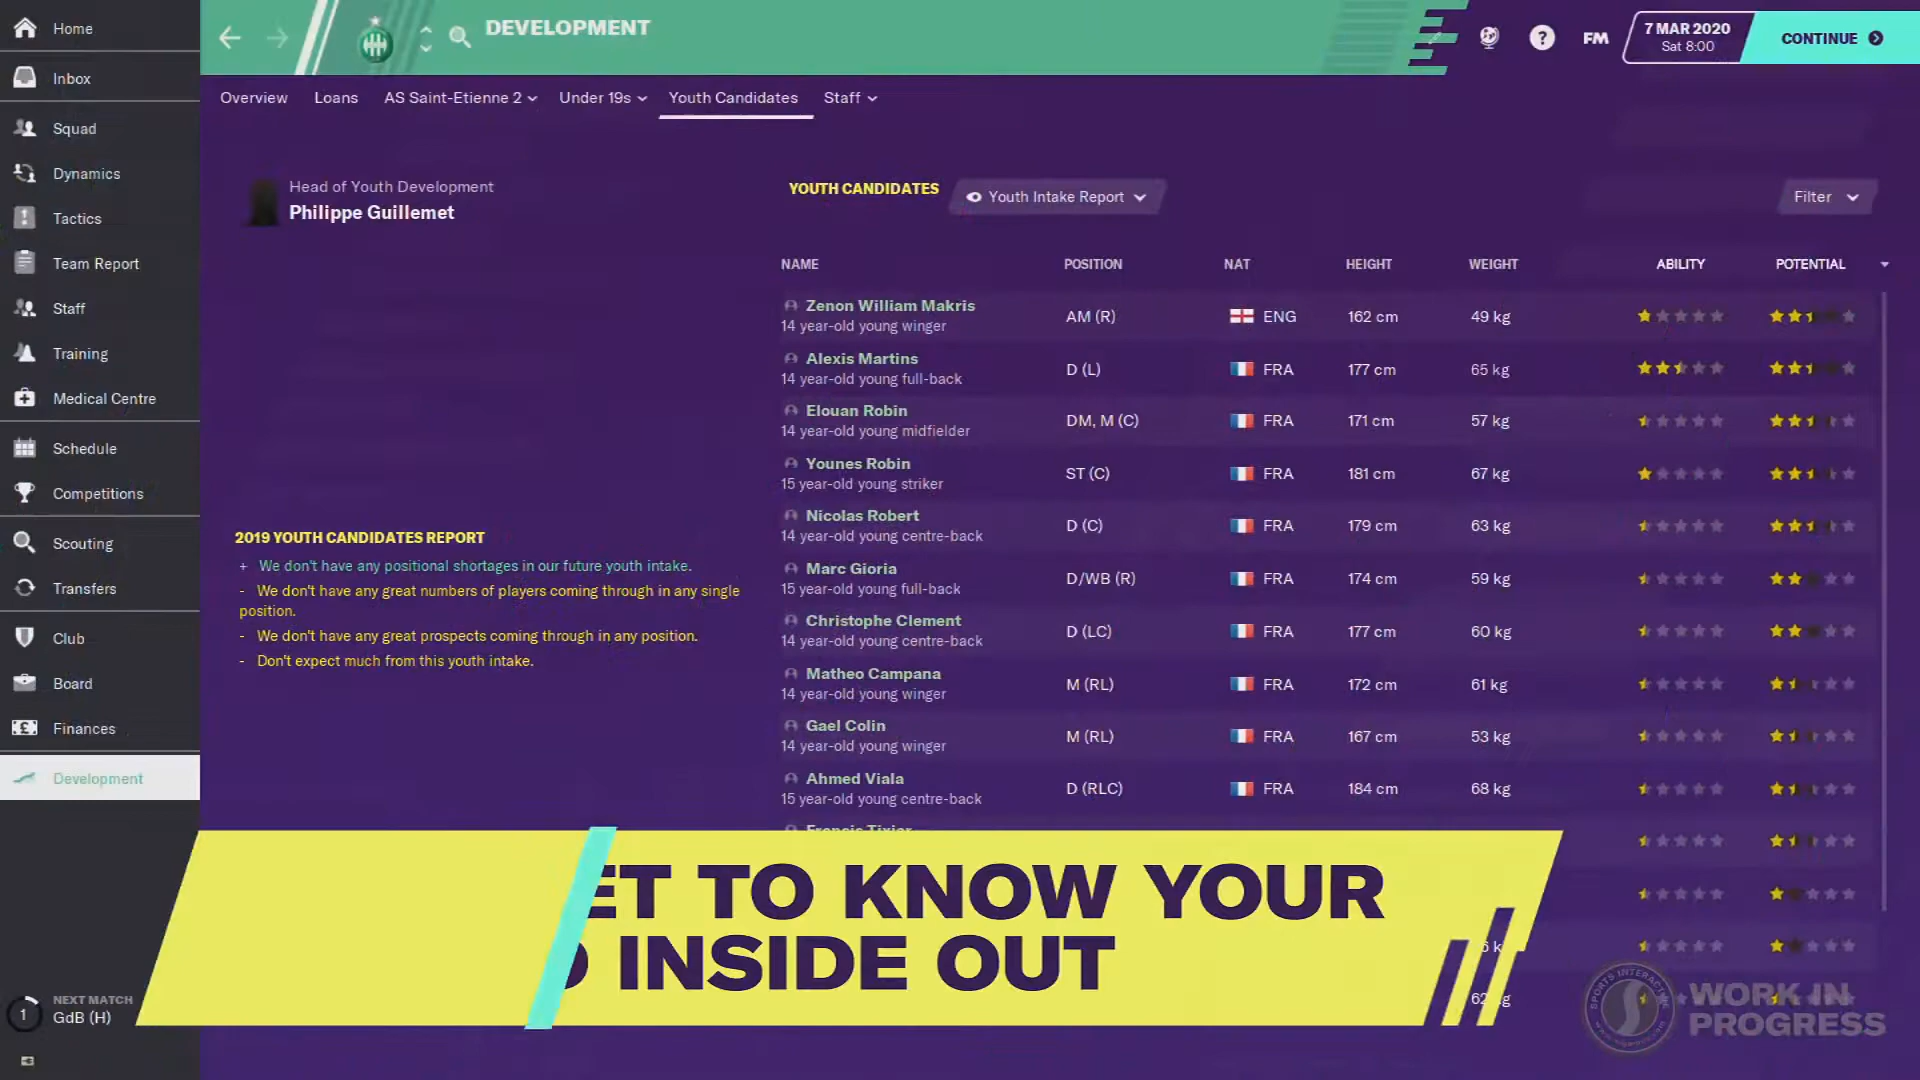 Home
Inbox
Squad
Dynamics
Tactics
Team Report
Staff
Training
Medical Centre
Schedule
Competitions
Scouting
Transfers
Club
Board
Finances
Development
1
NEXT MATCH
GdB (H)
DEVELOPMENT
?
FM
7 MAR 2020
Sat 8:00
CONTINUE
Overview Loans AS Saint-Etienne 2 Under 19s Youth Candidates Staff
Head of Youth Development
Philippe Guillemet
2019 YOUTH CANDIDATES REPORT
+ We don't have any positional shortages in our future youth intake.
- We don't have any great numbers of players coming through in any single
position.
- We don't have any great prospects coming through in any position.
- Don't expect much from this youth intake.
YOUTH CANDIDATES Youth Intake Report Filter
NAME POSITION NAT HEIGHT WEIGHT ABILITY POTENTIAL
Zenon William Makris
14 year-old young winger
AM (R) ENG 162 cm 49 kg
Alexis Martins
14 year-old young full-back
D (L) FRA 177 cm 65 kg
Elouan Robin
14 year-old young midfielder
DM, M (C) FRA 171 cm 57 kg
Younes Robin
15 year-old young striker
ST (C) FRA 181 cm 67 kg
Nicolas Robert
14 year-old young centre-back
D (C) FRA 179 cm 63 kg
Marc Gioria
15 year-old young full-back
D/WB (R) FRA 174 cm 59 kg
Christophe Clement
14 year-old young centre-back
D (LC) FRA 177 cm 60 kg
Matheo Campana
14 year-old young winger
M (RL) FRA 172 cm 61 kg
Gael Colin
14 year-old young winger
M (RL) FRA 167 cm 53 kg
Ahmed Viala
15 year-old young centre-back
D (RLC) FRA 184 cm 68 kg
ET TO KNOW YOUR
INSIDE OUT
SPORTS INTERACTIVE
WORK IN
PROGRESS